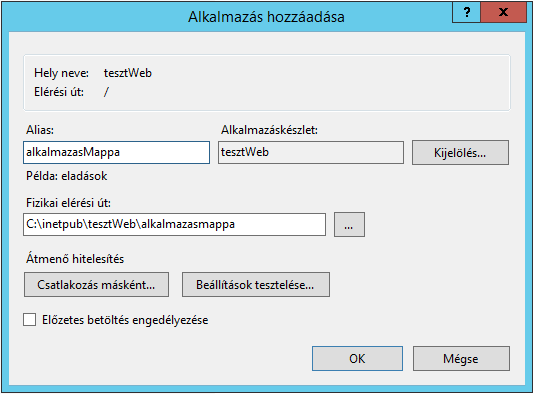 Alkalmazás hozzáadása
?
x
Hely neve: tesztWeb
Elérési út: /
Alias:
Alkalmazáskészlet:
alkalmazasMappa
tesztWeb
Kijelölés...
Példa: eladások
Fizikai elérési út:
C:\inetpub\tesztWeb\alkalmazasmappa
...
Átmenő hitelesítés
Csatlakozás másként...
Beállítások tesztelése...
Előzetes betöltés engedélyezése
OK
Mégse